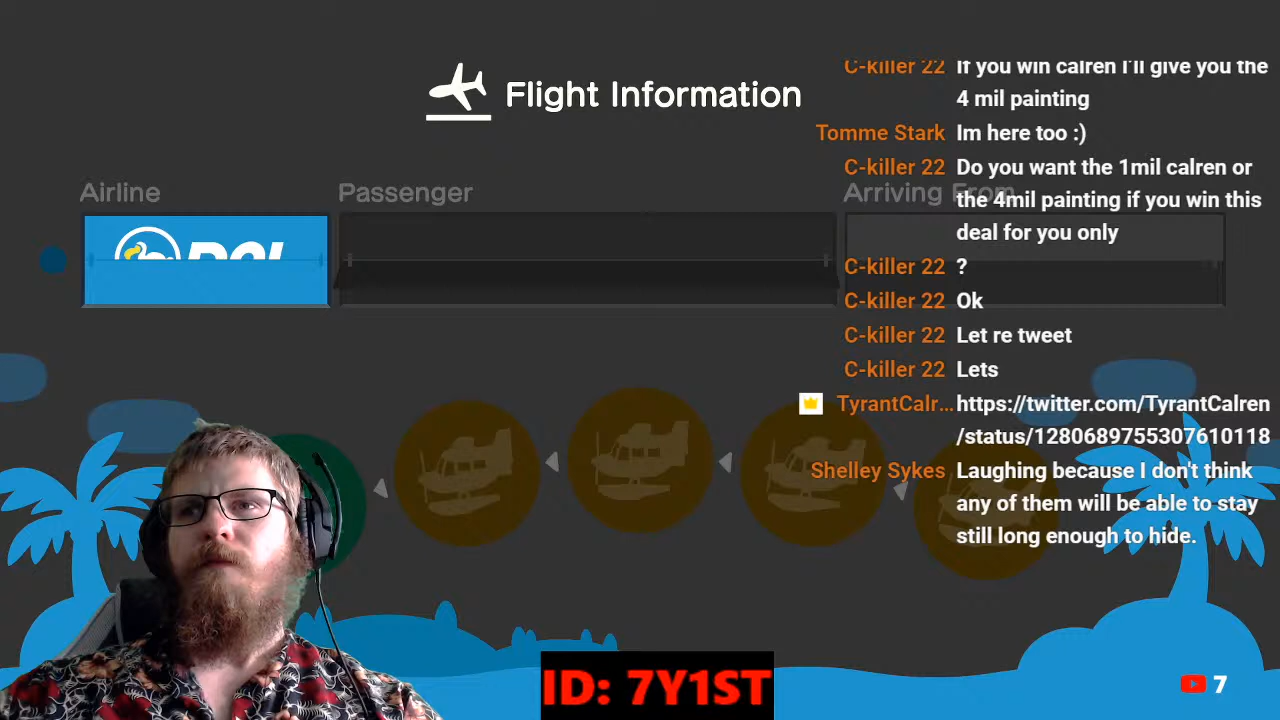 Flight Information
Airline
Passenger
Arriving From
C-killer 22 If you win calren I'll give you the
4 mil painting
Tomme Stark Im here too :)
C-killer 22 Do you want the 1mil calren or
the 4mil painting if you win this
deal for you only
C-killer 22 ?
C-killer 22 Ok
C-killer 22 Let re tweet
C-killer 22 Lets
TyrantCalr... https://twitter.com/TyrantCalren
/status/1280689755307610118
Shelley Sykes Laughing because I don't think
any of them will be able to stay
still long enough to hide.
ID: 7Y1ST
7